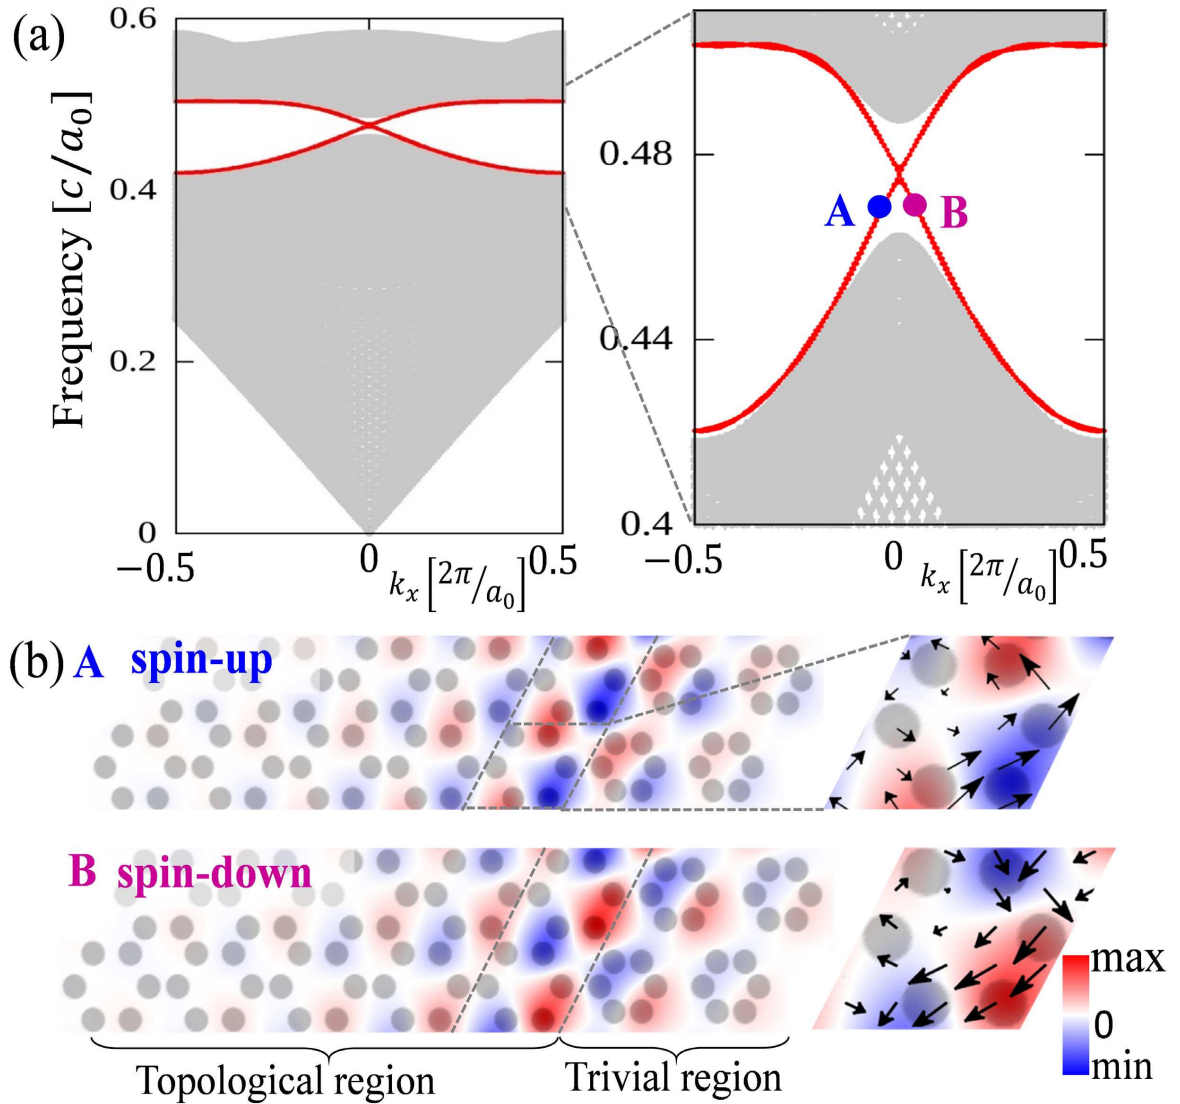 (a)
Frequency [c/a₀]
0.6
0.4
0.2
0
−0.5
0
0.5
kₓ [2π/a₀]
0.48
0.44
0.4
A
B
-0.5
0
0.5
kₓ [2π/a₀]
(b)
A spin-up
B spin-down
max
0
min
Topological region
Trivial region